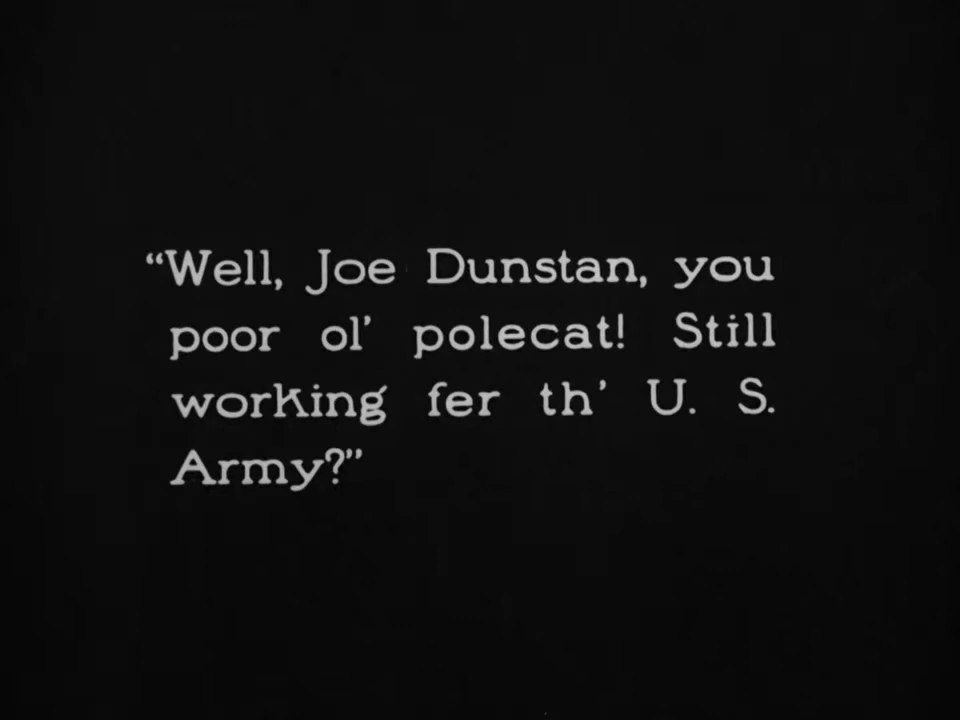 “Well, Joe Dunstan, you
poor ol’ polecat! Still
working fer th’ U. S.
Army?”